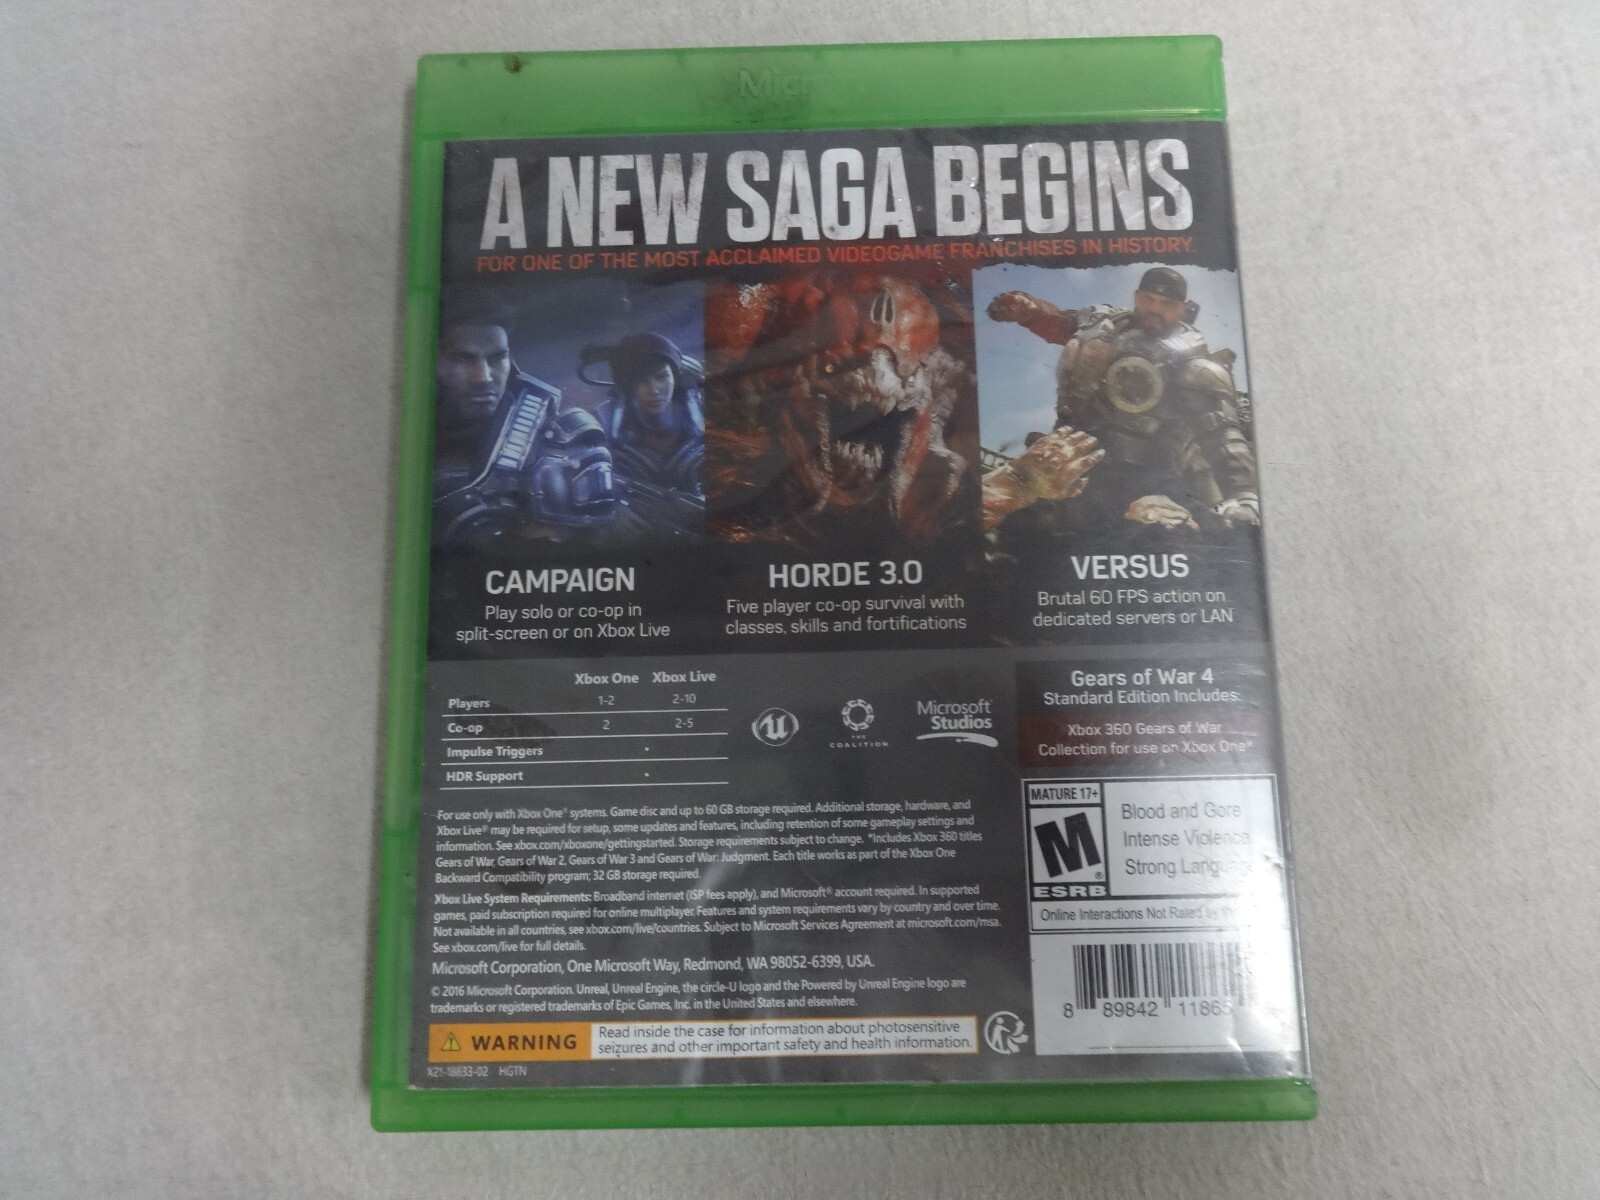 A NEW SAGA BEGINS
FOR ONE OF THE MOST ACCLAIMED VIDEOGAME FRANCHISES IN HISTORY.
CAMPAIGN
Play solo or co-op in
split-screen or on Xbox Live
HORDE 3.0
Five player co-op survival with
classes, skills and fortifications
VERSUS
Brutal 60 FPS action on
dedicated servers or LAN
Xbox One Xbox Live
Players 1-2 2-10
Co-op 2 2-5
Impulse Triggers •
HDR Support •
THE
COALITION
Microsoft
Studios
Gears of War 4
Standard Edition Includes:
Xbox 360 Gears of War
Collection for use on Xbox One*
For use only with Xbox One® systems. Game disc and up to 60 GB storage required. Additional storage, hardware, and
Xbox Live® may be required for setup, some updates and features, including retention of some gameplay settings and
information. See xbox.com/xboxone/gettingstarted. Storage requirements subject to change. *Includes Xbox 360 titles
Gears of War, Gears of War 2, Gears of War 3 and Gears of War: Judgment. Each title works as part of the Xbox One
Backward Compatibility program; 32 GB storage required.
Xbox Live System Requirements: Broadband internet (ISP fees apply), and Microsoft® account required. In supported
games, paid subscription required for online multiplayer. Features and system requirements vary by country and over time.
Not available in all countries, see xbox.com/live/countries. Subject to Microsoft Services Agreement at microsoft.com/msa.
See xbox.com/live for full details.
Microsoft Corporation, One Microsoft Way, Redmond, WA 98052-6399, USA.
© 2016 Microsoft Corporation. Unreal, Unreal Engine, the circle-U logo and the Powered by Unreal Engine logo are
trademarks or registered trademarks of Epic Games, Inc. in the United States and elsewhere.
WARNING
Read inside the case for information about photosensitive
seizures and other important safety and health information.
X21-18833-02 HGTN
MATURE 17+
M
®
ESRB
Blood and Gore
Intense Violence
Strong Language
Online Interactions Not Rated by
8 89842 11865